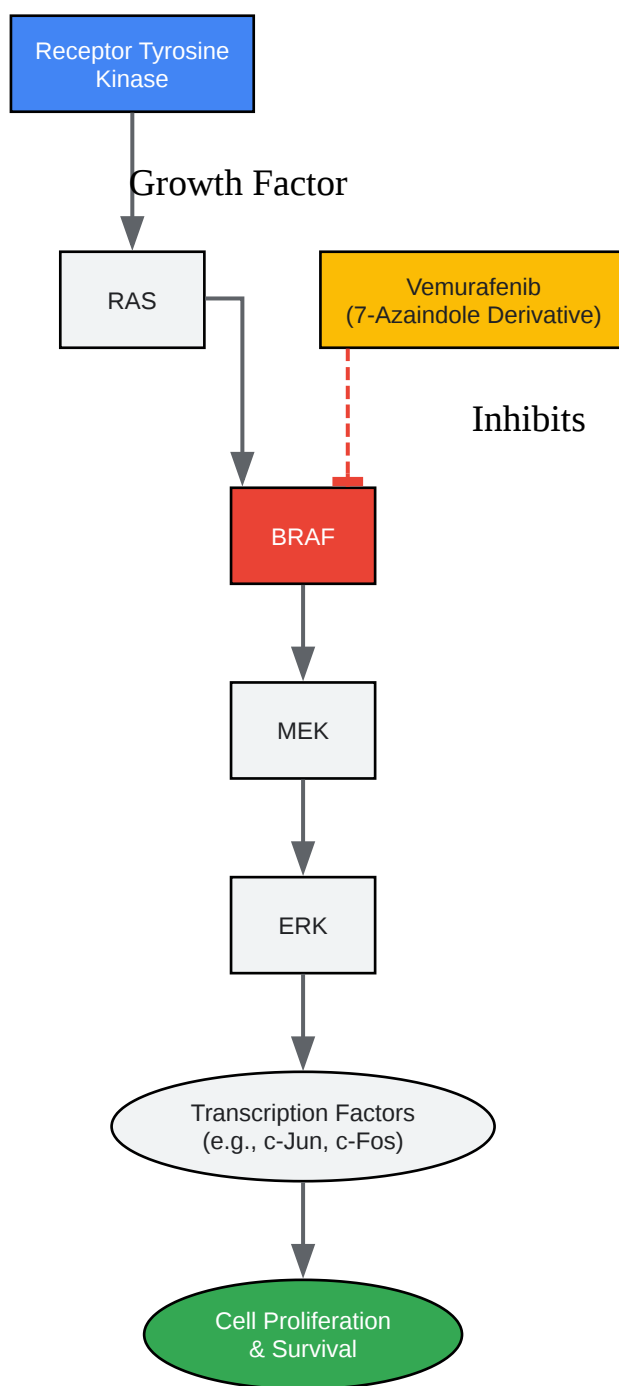 Receptor Tyrosine
Kinase
Growth Factor
RAS
Vemurafenib
(7-Azaindole Derivative)
Inhibits
BRAF
MEK
ERK
Transcription Factors
(e.g., c-Jun, c-Fos)
Cell Proliferation
& Survival